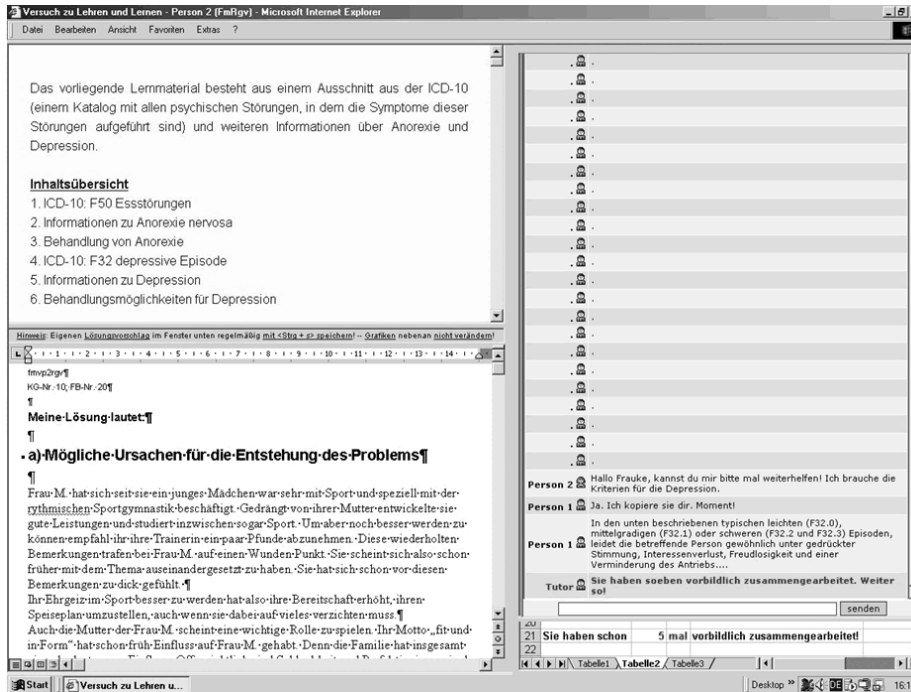 Versuch zu Lehren und Lernen - Person 2 (FmRgv) - Microsoft Internet Explorer
Datei Bearbeiten Ansicht Favoriten Extras ?
Das vorliegende Lernmaterial besteht aus einem Ausschnitt aus der ICD-10
(einem Katalog mit allen psychischen Störungen, in dem die Symptome dieser
Störungen aufgeführt sind) und weiteren Informationen über Anorexie und
Depression.
Inhaltsübersicht
1. ICD-10: F50 Essstörungen
2. Informationen zu Anorexie nervosa
3. Behandlung von Anorexie
4. ICD-10: F32 depressive Episode
5. Informationen zu Depression
6. Behandlungsmöglichkeiten für Depression
Hinweis: Eigenen Lösungsvorschlag im Fenster unten regelmäßig mit <Strg + s> speichern! -- Grafiken nebenan nicht verändern!
1 2 3 4 5 6 7 8 9 10 11 12 13 14
fmvp2rgv¶
KG-Nr.·10;·FB-Nr.·20¶
¶
Meine·Lösung·lautet:¶
¶
a)·Mögliche·Ursachen·für·die·Entstehung·des·Problems¶
¶
Frau·M.·hat·sich·seit·sie·ein·junges·Mädchen·war·sehr·mit·Sport·und·speziell·mit·der·
rythmischen·Sportgymnastik·beschäftigt.·Gedrängt·von·ihrer·Mutter·entwickelte·sie·
gute·Leistungen·und·studiert·inzwischen·sogar·Sport.·Um·aber·noch·besser·werden·zu·
können·empfahl·ihr·ihre·Trainerin·ein·paar·Pfunde·abzunehmen.·Diese·wiederholten·
Bemerkungen·trafen·bei·Frau·M.·auf·einen·Wunden·Punkt.·Sie·scheint·sich·also·schon·
früher·mit·dem·Thema·auseinandergesetzt·zu·haben.·Sie·hat·sich·schon·vor·diesen·
Bemerkungen·zu·dick·gefühlt.·¶
Ihr·Ehrgeiz·im·Sport·besser·zu·werden·hat·also·ihre·Bereitschaft·erhöht,·ihren·
Speiseplan·umzustellen,·auch·wenn·sie·dabei·auf·vieles·verzichten·muss.¶
Auch·die·Mutter·der·Frau·M.·scheint·eine·wichtige·Rolle·zu·spielen.·Ihr·Motto·„fit·und·
in·Form"·hat·schon·früh·Einfluss·auf·Frau·M.·gehabt.·Denn·die·Familie·hat·insgesamt·
Person 2 Hallo Frauke, kannst du mir bitte mal weiterhelfen! Ich brauche die
Kriterien für die Depression.
Person 1 Ja. Ich kopiere sie dir. Moment!
Person 1 In den unten beschriebenen typischen leichten (F32.0),
mittelgradigen (F32.1) oder schweren (F32.2 und F32.3) Episoden,
leidet die betreffende Person gewöhnlich unter gedrückter
Stimmung, Interessenverlust, Freudlosigkeit und einer
Verminderung des Antriebs....
Tutor Sie haben soeben vorbildlich zusammengearbeitet. Weiter
so!
senden
20
21 Sie haben schon 5 mal vorbildlich zusammengearbeitet!
22
Tabelle1 Tabelle2 Tabelle3
Start Versuch zu Lehren u... Desktop » DE 16:1